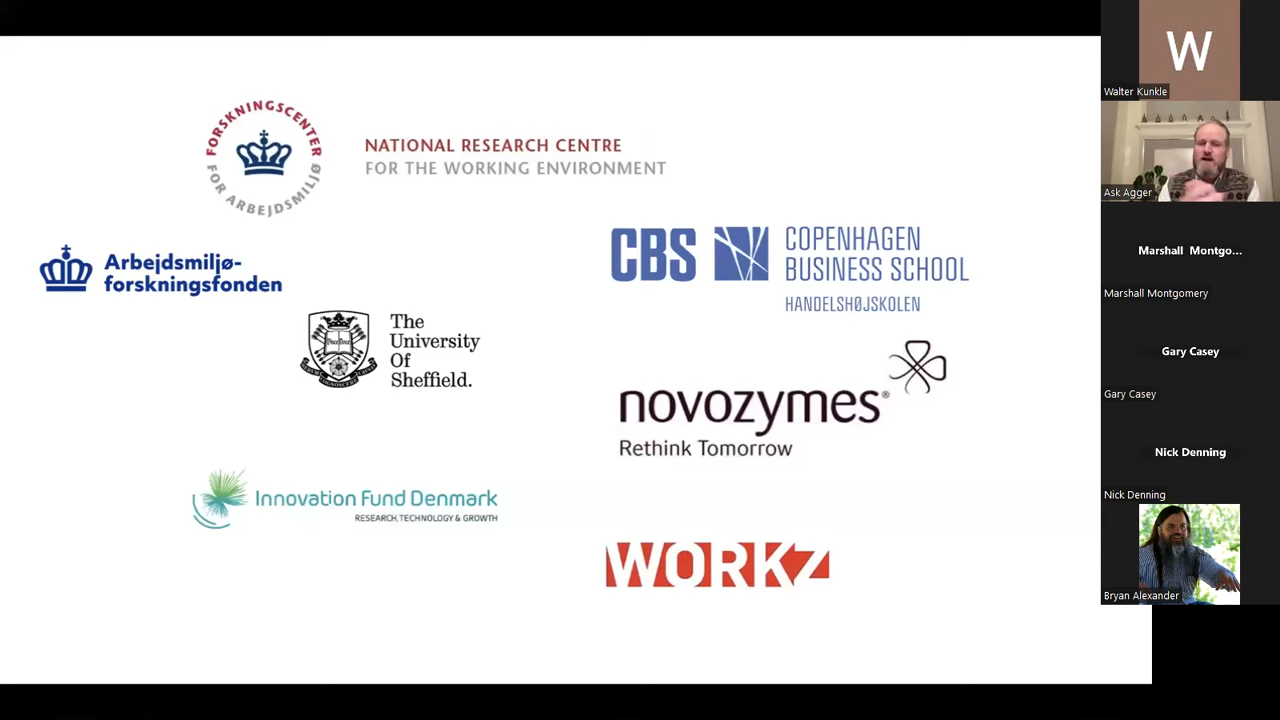 FORSKNINGSCENTER
FOR ARBEJDSMILJØ
NATIONAL RESEARCH CENTRE
FOR THE WORKING ENVIRONMENT
Arbejdsmiljø-
forskningsfonden
CBS
COPENHAGEN
BUSINESS SCHOOL
HANDELSHØJSKOLEN
The
University
Of
Sheffield.
novozymes®
Rethink Tomorrow
Innovation Fund Denmark
RESEARCH, TECHNOLOGY & GROWTH
WORKZ
W
Walter Kunkle
Ask Agger
Marshall Montgo...
Marshall Montgomery
Gary Casey
Gary Casey
Nick Denning
Nick Denning
Bryan Alexander